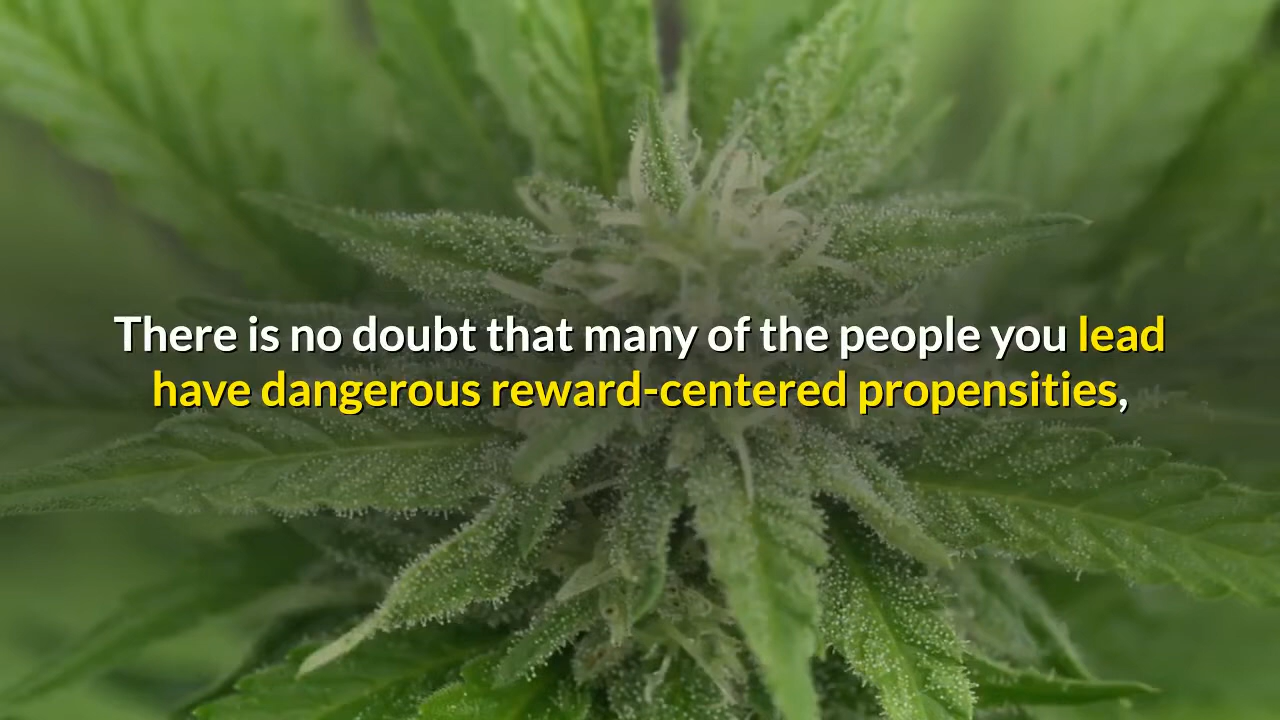 There is no doubt that many of the people you lead
have dangerous reward-centered propensities,